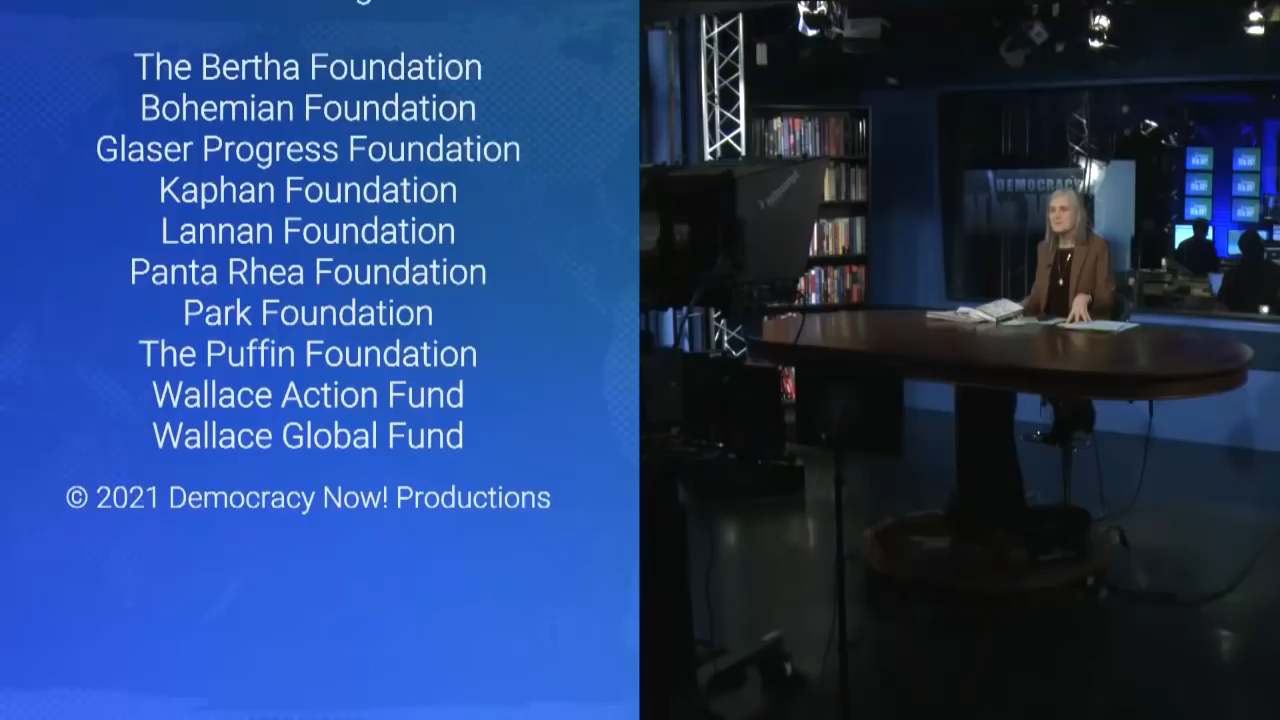 The Bertha Foundation
Bohemian Foundation
Glaser Progress Foundation
Kaphan Foundation
Lannan Foundation
Panta Rhea Foundation
Park Foundation
The Puffin Foundation
Wallace Action Fund
Wallace Global Fund
© 2021 Democracy Now! Productions
DEMOCRACY